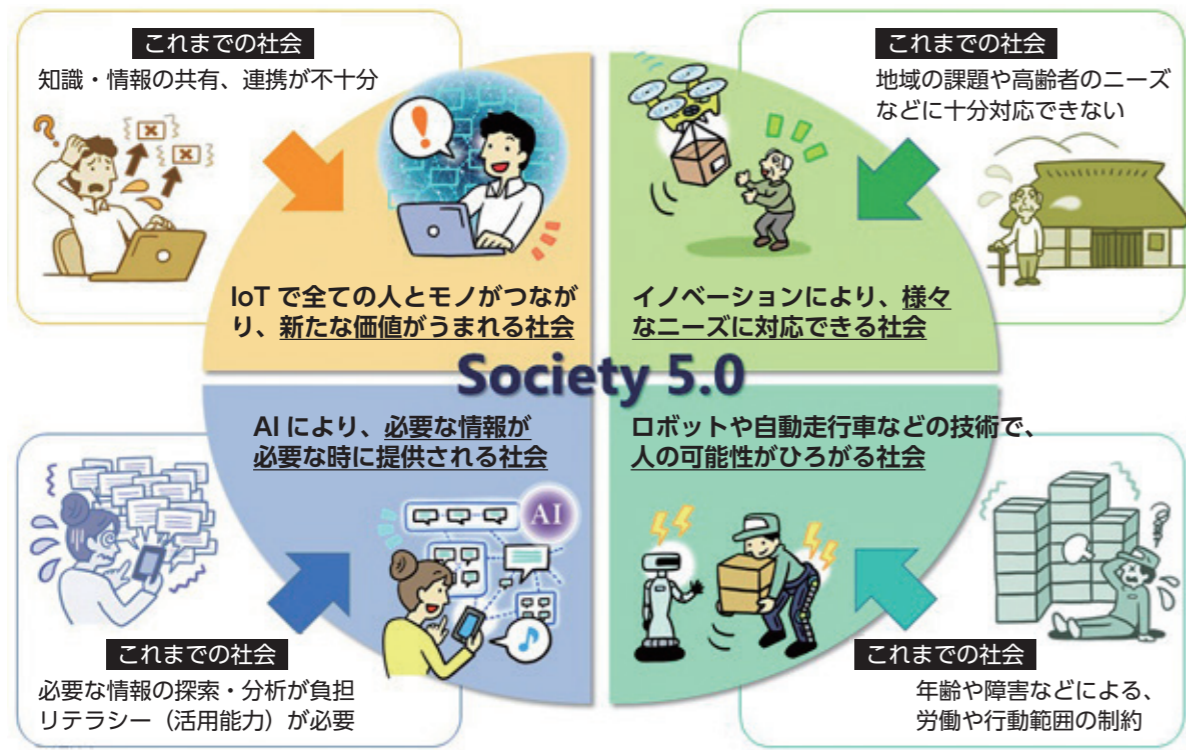 これまでの社会
知識・情報の共有、連携が不十分
IoT で全ての人とモノがつなが
り、新たな価値がうまれる社会
これまでの社会
地域の課題や高齢者のニーズ
などに十分対応できない
イノベーションにより、様々
なニーズに対応できる社会
Society 5.0
AI により、必要な情報が
必要な時に提供される社会
AI
これまでの社会
必要な情報の探索・分析が負担
リテラシー（活用能力）が必要
ロボットや自動走行車などの技術で、
人の可能性がひろがる社会
これまでの社会
年齢や障害などによる、
労働や行動範囲の制約